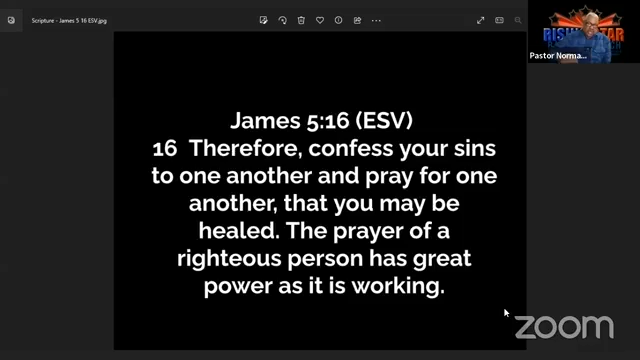 Scripture - James 5 16 ESV.jpg
Pastor Norma...
James 5:16 (ESV)
16 Therefore, confess your sins
to one another and pray for one
another, that you may be
healed. The prayer of a
righteous person has great
power as it is working.
zoom